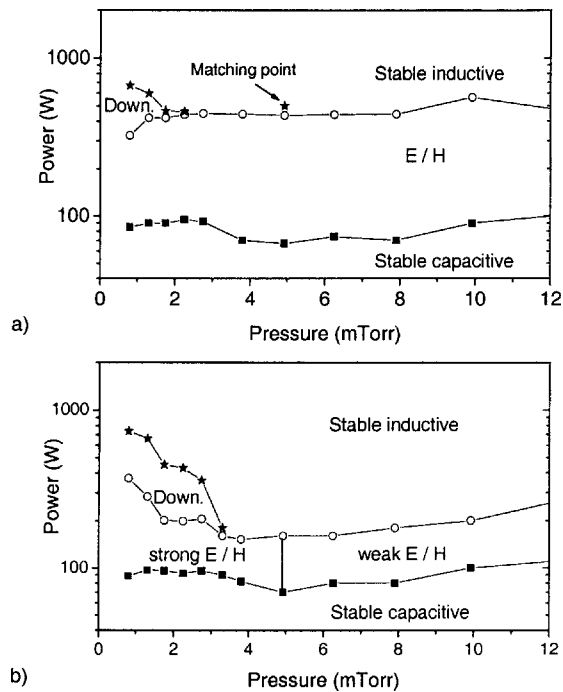 1000
Matching point
Stable inductive
Down.
E / H
Power (W)
100
Stable capacitive
0 2 4 6 8 10 12
a)
Pressure (mTorr)
1000
Stable inductive
Power (W)
Down.
strong E / H
weak E / H
100
Stable capacitive
0 2 4 6 8 10 12
b)
Pressure (mTorr)